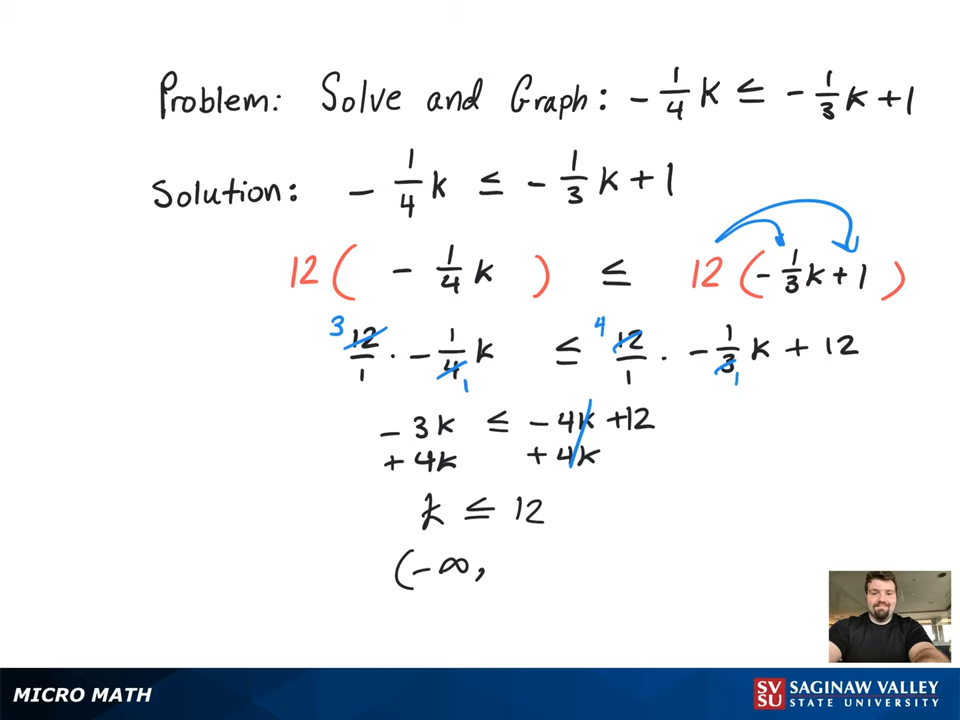 Problem: Solve and Graph: - 1/4 k ≤ - 1/3 k + 1
Solution: - 1/4 k ≤ - 1/3 k + 1
12 ( - 1/4 k ) ≤ 12 ( - 1/3 k + 1 )
3 12/1 · - 1/4 1 k ≤ 4 12/1 · - 1/3 1 k + 12
- 3k ≤ - 4k + 12
+ 4k + 4k
k ≤ 12
(-∞,
MICRO MATH
SVSU SAGINAW VALLEY
STATE UNIVERSITY